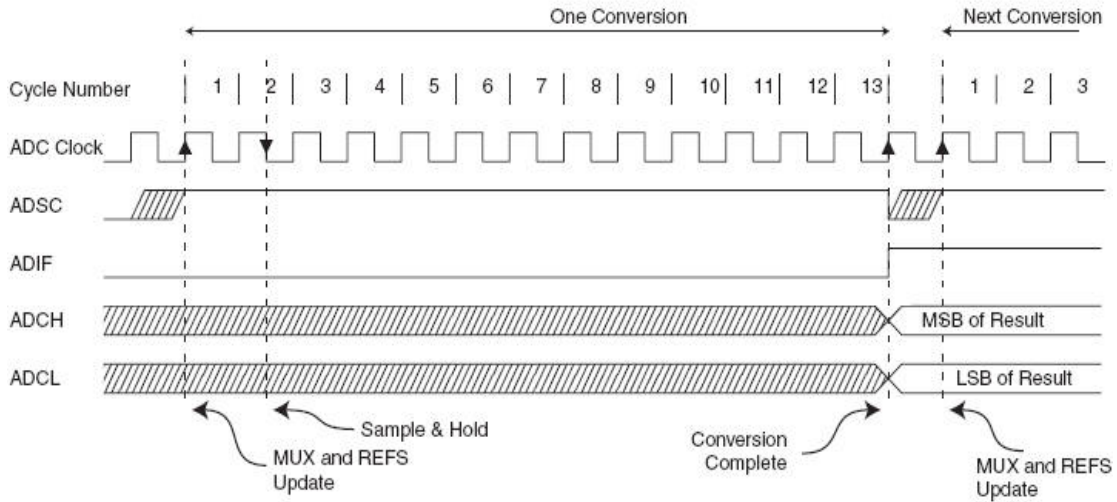 One Conversion
Next Conversion
Cycle Number
1 2 3 4 5 6 7 8 9 10 11 12 13 1 2 3
ADC Clock
ADSC
ADIF
ADCH
MSB of Result
ADCL
LSB of Result
Sample & Hold
MUX and REFS
Update
Conversion
Complete
MUX and REFS
Update